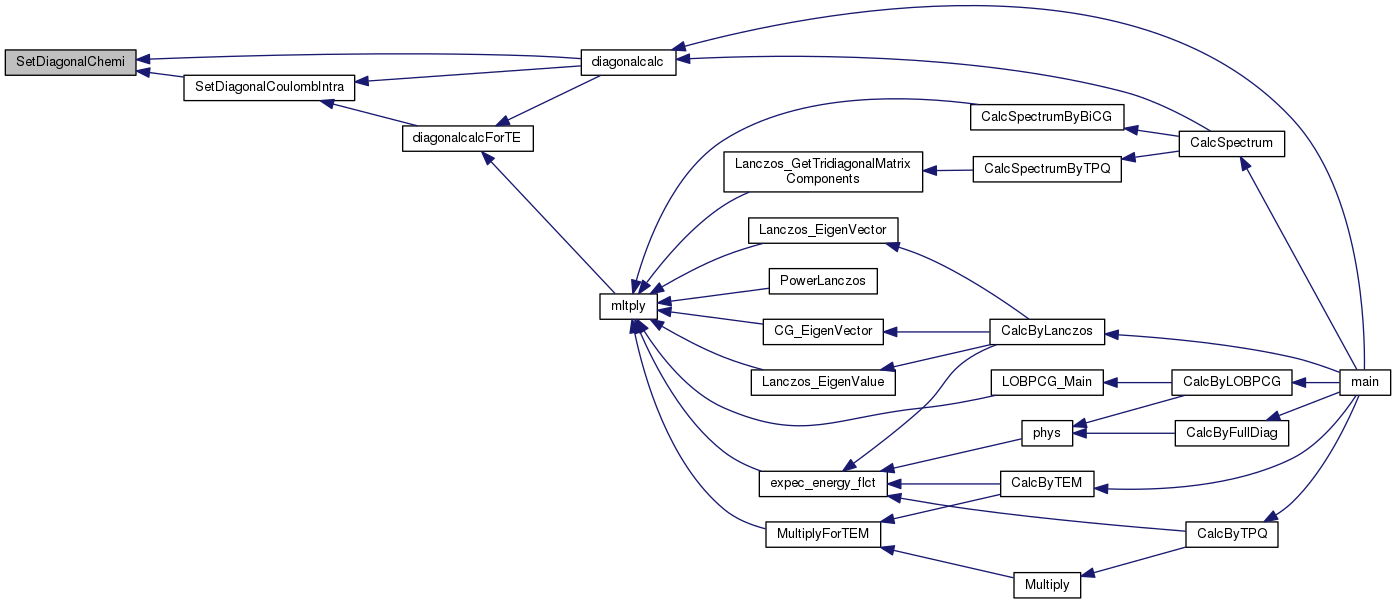 SetDiagonalChemi
SetDiagonalCoulombIntra
diagonalcalc
diagonalcalcForTE
mltply
CalcSpectrumByBiCG
CalcSpectrum
Lanczos_GetTridiagonalMatrix
Components
CalcSpectrumByTPQ
Lanczos_EigenVector
PowerLanczos
CG_EigenVector
CalcByLanczos
Lanczos_EigenValue
LOBPCG_Main
CalcByLOBPCG
main
phys
CalcByFullDiag
expec_energy_flct
CalcByTEM
MultiplyForTEM
CalcByTPQ
Multiply